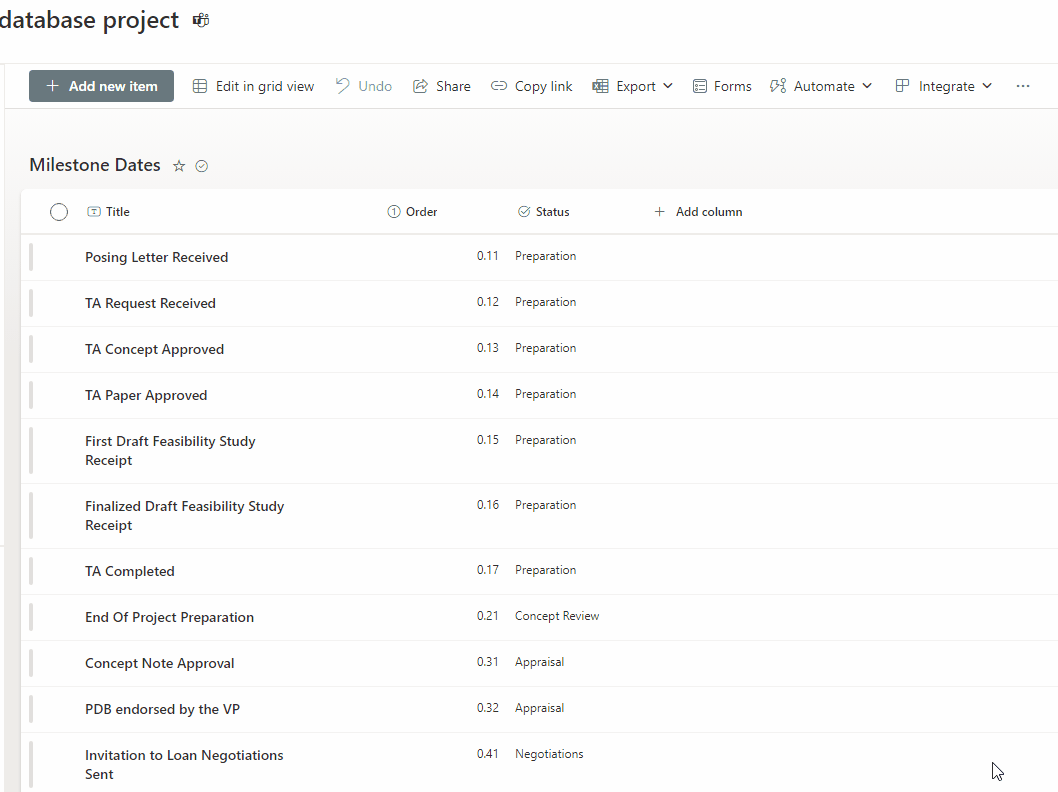 database project
Add new item Edit in grid view Undo Share Copy link Export Forms Automate Integrate ...
Milestone Dates
Title Order Status Add column
Posing Letter Received 0.11 Preparation
TA Request Received 0.12 Preparation
TA Concept Approved 0.13 Preparation
TA Paper Approved 0.14 Preparation
First Draft Feasibility Study 0.15 Preparation
Receipt
Finalized Draft Feasibility Study 0.16 Preparation
Receipt
TA Completed 0.17 Preparation
End Of Project Preparation 0.21 Concept Review
Concept Note Approval 0.31 Appraisal
PDB endorsed by the VP 0.32 Appraisal
Invitation to Loan Negotiations 0.41 Negotiations
Sent